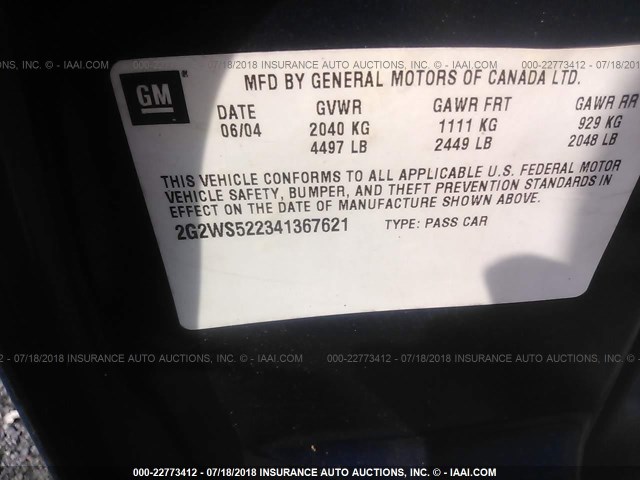 INSURANCE AUTO AUCTIONS, INC. - IAAI.COM 000-22773412 - 07/18/2018 INSURANCE AUTO AUCTIONS, INC. - IAAI.COM 000-22773412 - 07/18/2018
GM ®
MFD BY GENERAL MOTORS OF CANADA LTD.
DATE GVWR GAWR FRT GAWR RR
06/04 2040 KG 1111 KG 929 KG
4497 LB 2449 LB 2048 LB
THIS VEHICLE CONFORMS TO ALL APPLICABLE U.S. FEDERAL MOTOR
VEHICLE SAFETY, BUMPER, AND THEFT PREVENTION STANDARDS IN
EFFECT ON THE DATE OF MANUFACTURE SHOWN ABOVE.
2G2WS522341367621 TYPE: PASS CAR
07/18/2018 INSURANCE AUTO AUCTIONS, INC. - IAAI.COM 000-22773412 - 07/18/2018 INSURANCE AUTO AUCTIONS, INC. - IAAI.COM
000-22773412 - 07/18/2018 INSURANCE AUTO AUCTIONS, INC. - IAAI.COM